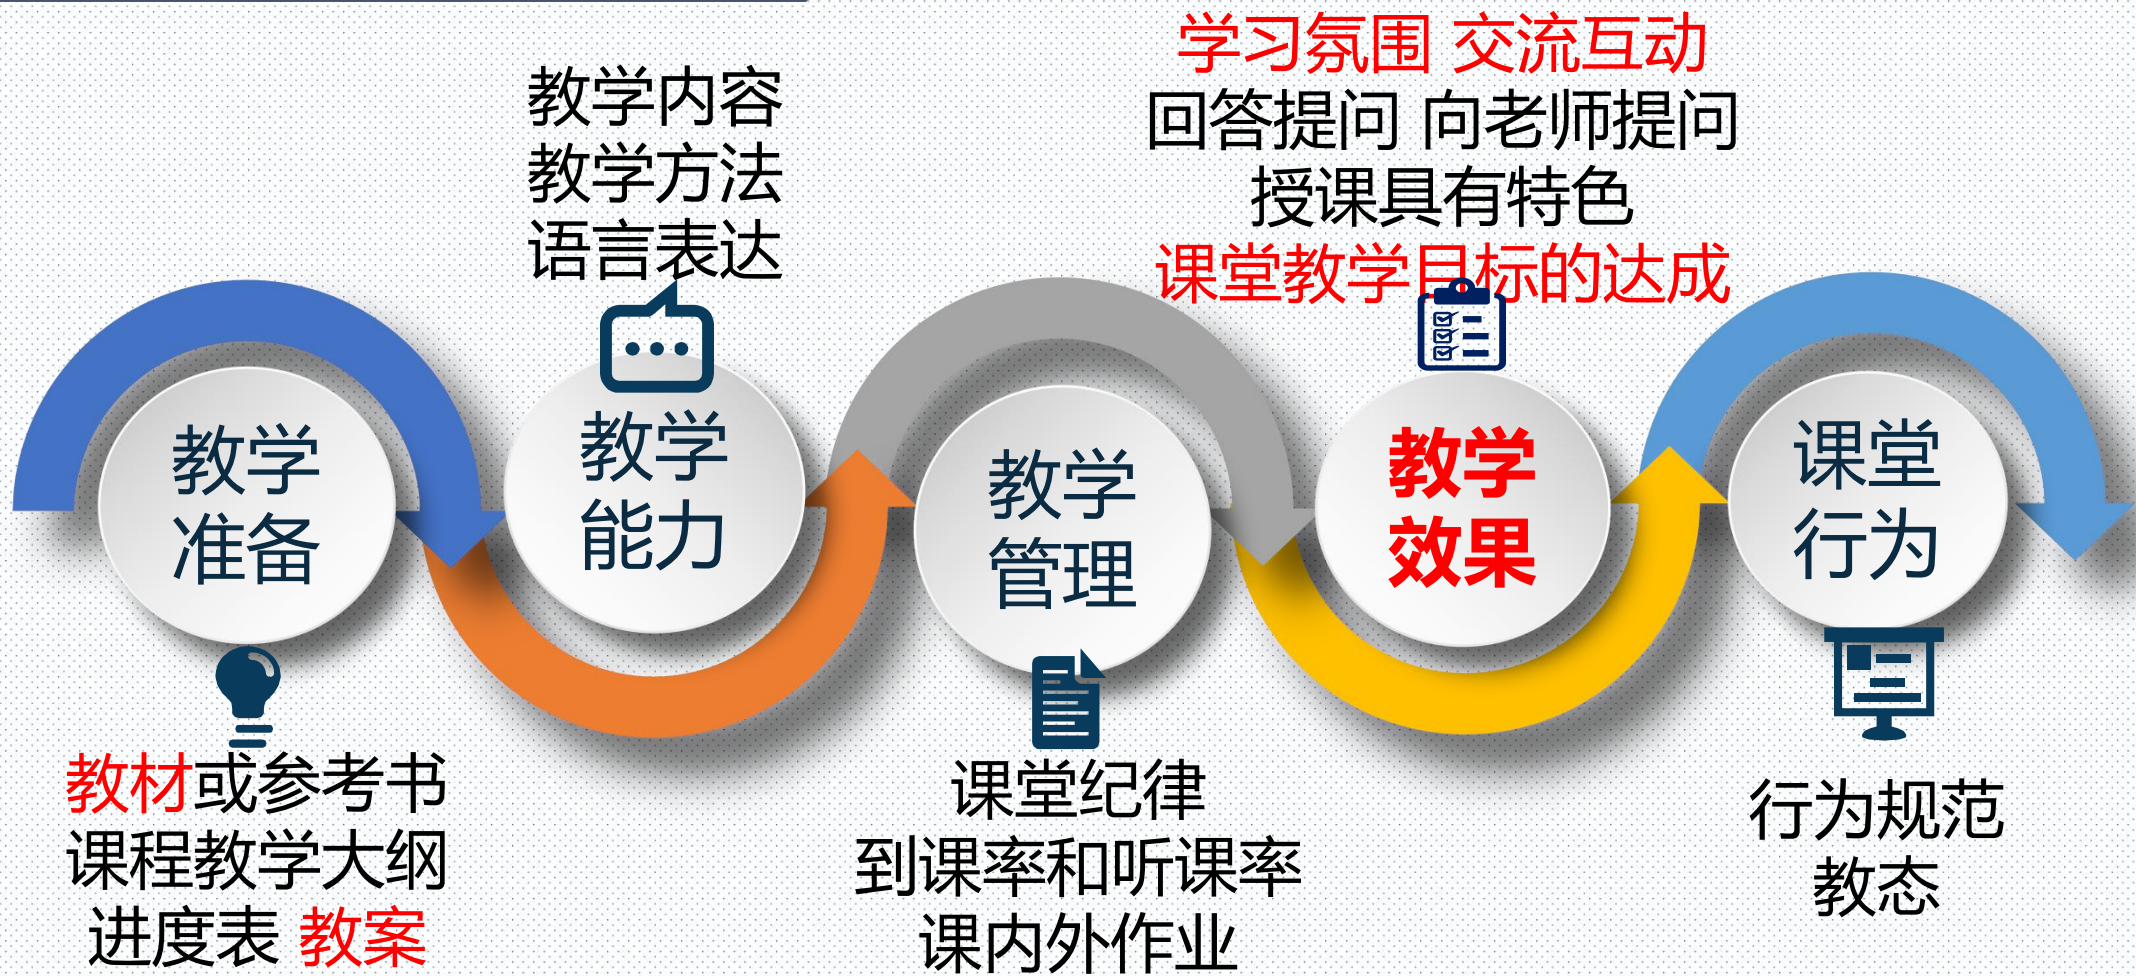 教学
准备
教材或参考书
课程教学大纲
进度表 教案
教学内容
教学方法
语言表达
教学
能力
教学
管理
课堂纪律
到课率和听课率
课内外作业
学习氛围 交流互动
回答提问 向老师提问
授课具有特色
课堂教学目标的达成
教学
效果
课堂
行为
行为规范
教态